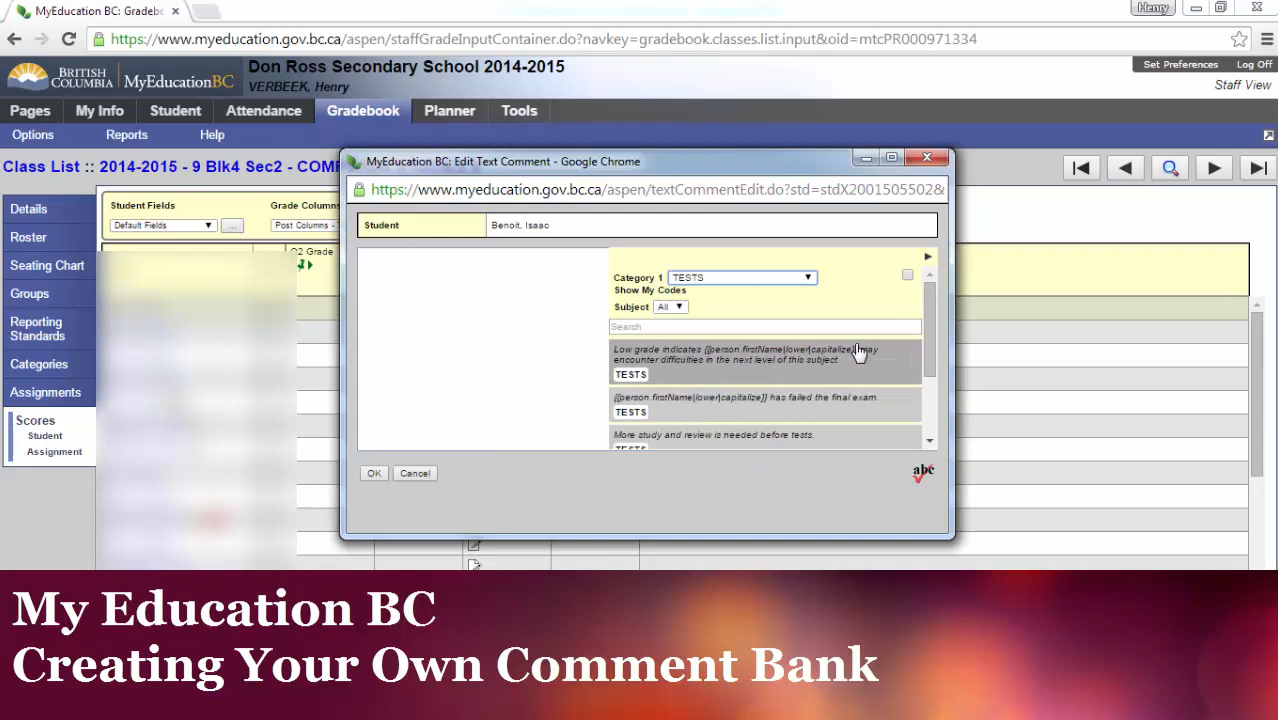 MyEducation BC: Gradeb
Henry
https://www.myeducation.gov.bc.ca/aspen/staffGradeInputContainer.do?navkey=gradebook.classes.list.input&oid=mtcPR000971334
BRITISH COLUMBIA
MyEducation BC
Don Ross Secondary School 2014-2015
VERBEEK, Henry
Set Preferences
Log Off
Staff View
Pages
My Info
Student
Attendance
Gradebook
Planner
Tools
Options
Reports
Help
Class List :: 2014-2015 - 9 Blk4 Sec2 - COMP
Details
Roster
Seating Chart
Groups
Reporting
Standards
Categories
Assignments
Scores
Student
Assignment
Student Fields
Default Fields
...
Grade Columns
Post Columns - 
Q2 Grade
MyEducation BC: Edit Text Comment - Google Chrome
https://www.myeducation.gov.bc.ca/aspen/textCommentEdit.do?std=stdX2001505502&
Student
Benoit, Isaac
Category 1
TESTS
Show My Codes
Subject
All
Search
Low grade indicates {{person.firstName|lower|capitalize}} may
encounter difficulties in the next level of this subject.
TESTS
{{person.firstName|lower|capitalize}} has failed the final exam.
TESTS
More study and review is needed before tests.
TESTS
OK
Cancel
abc
My Education BC
Creating Your Own Comment Bank